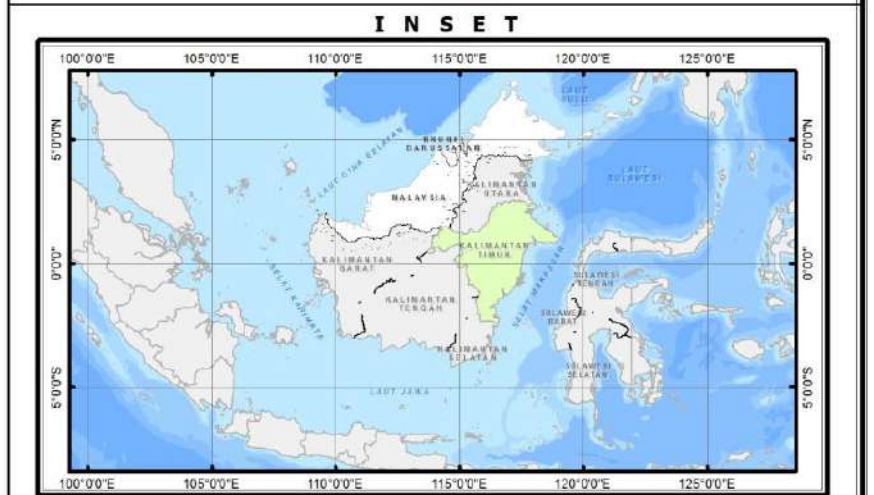 I N S E T
100°0'0"E 105°0'0"E 110°0'0"E 115°0'0"E 120°0'0"E 125°0'0"E
5°0'0"N
5°0'0"N
LAUT SULU
BRUNEI
DARUSSALAM
LAUT CINA SELATAN
LAUT
SULAWESI
KALIMANTAN
UTARA
MALAYSIA
KALIMANTAN
TIMUR
KALIMANTAN
BARAT
0°0'0"
0°0'0"
SELAT KARIMATA
SELAT MAKASSAR
SULAWESI
TENGAH
KALIMANTAN
TENGAH
SULAWESI
BARAT
KALIMANTAN
SELATAN
SULAWESI
SELATAN
5°0'0"S
5°0'0"S
LAUT JAWA
100°0'0"E 105°0'0"E 110°0'0"E 115°0'0"E 120°0'0"E 125°0'0"E